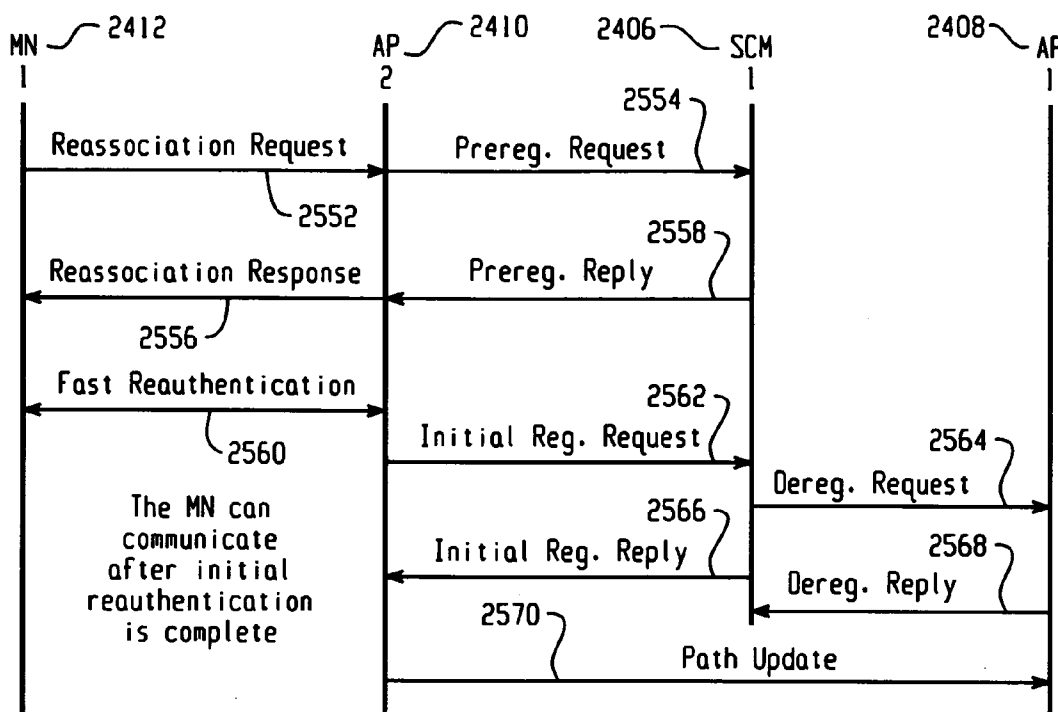 MN 2412
1
AP 2410
2
2406 SCM
1
2408 AP
1
2554
Reassociation Request
Prereg. Request
2552
2558
Reassociation Response
Prereg. Reply
2556
Fast Reauthentication
2562
2560
Initial Reg. Request
2564
Dereg. Request
The MN can
communicate
after initial
reauthentication
is complete
2566
Initial Reg. Reply
2568
Dereg. Reply
2570
Path Update